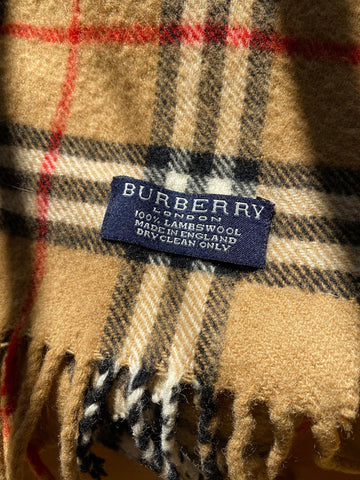 BURBERRY
LONDON
100% LAMBSWOOL
MADE IN ENGLAND
DRY CLEAN ONLY